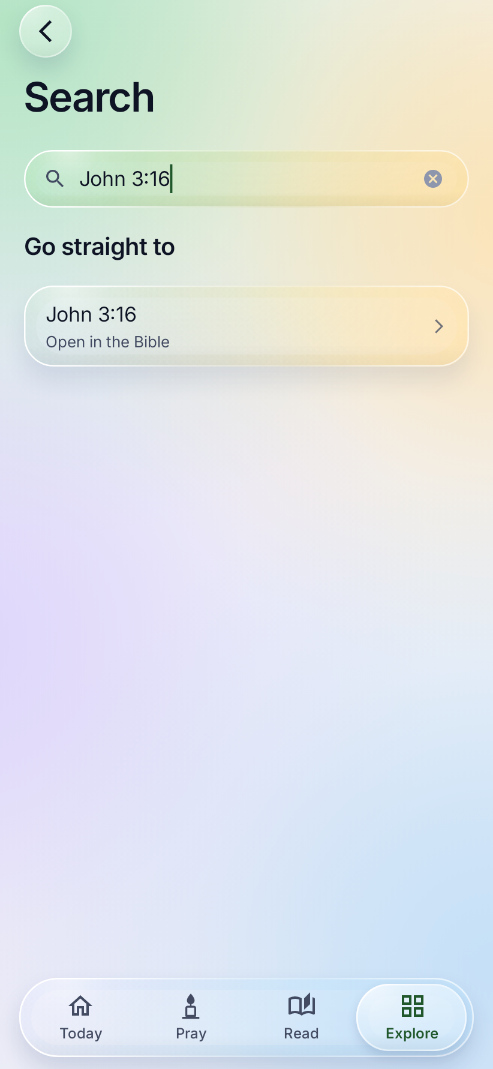 Search
John 3:16
Go straight to
John 3:16
Open in the Bible
Today
Pray
Read
Explore